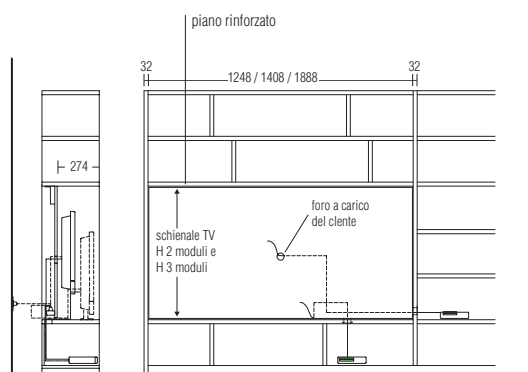 piano rinforzato
32
1248 / 1408 / 1888
32
274
schienale TV
H 2 moduli e
H 3 moduli
foro a carico
del clente